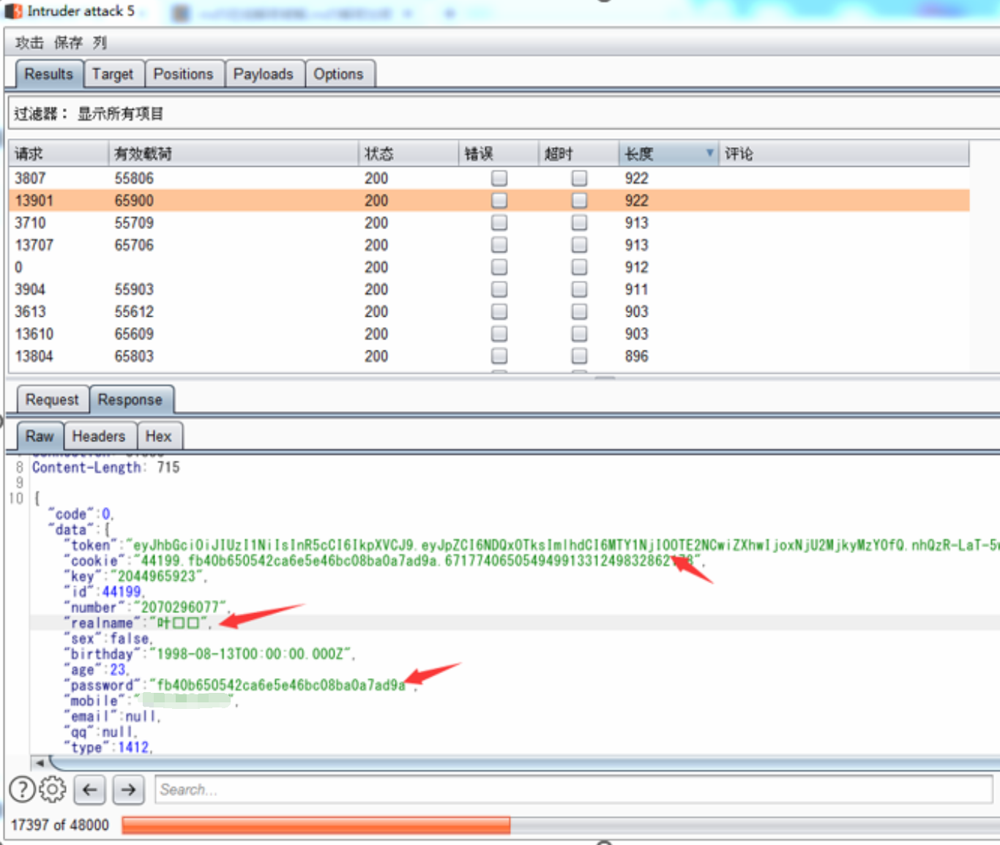 Intruder attack 5
攻击 保存 列
Results Target Positions Payloads Options
过滤器： 显示所有项目
请求 有效载荷 状态 错误 超时 长度 评论
3807 55806 200 922
13901 65900 200 922
3710 55709 200 913
13707 65706 200 913
0 200 912
3904 55903 200 911
3613 55612 200 903
13610 65609 200 903
13804 65803 200 896
Request Response
Raw Headers Hex
8 Content-Length: 715
9
10 {
"code":0,
"data":{
"token":"eyJhbGciOiJIUzI1NiIsInR5cCI6IkpXVCJ9.eyJpZCI6NDQxOTksImlhdCI6MTY1NjI0OTE2NCwiZXhwIjoxNjU2MjkyMzY0fQ.nhQzR-LaT-5
"cookie":"44199.fb40b650542ca6e5e46bc08ba0a7ad9a.
"key":"2044965923",
"id":44199,
"number":"2070296077",
"realname":"叶口口",
"sex":false,
"birthday":"1998-08-13T00:00:00.000Z",
"age":23,
"password":"fb40b650542ca6e5e46bc08ba0a7ad9a",
"mobile":" ",
"email":null,
"qq":null,
"type":1412,
Search...
17397 of 48000